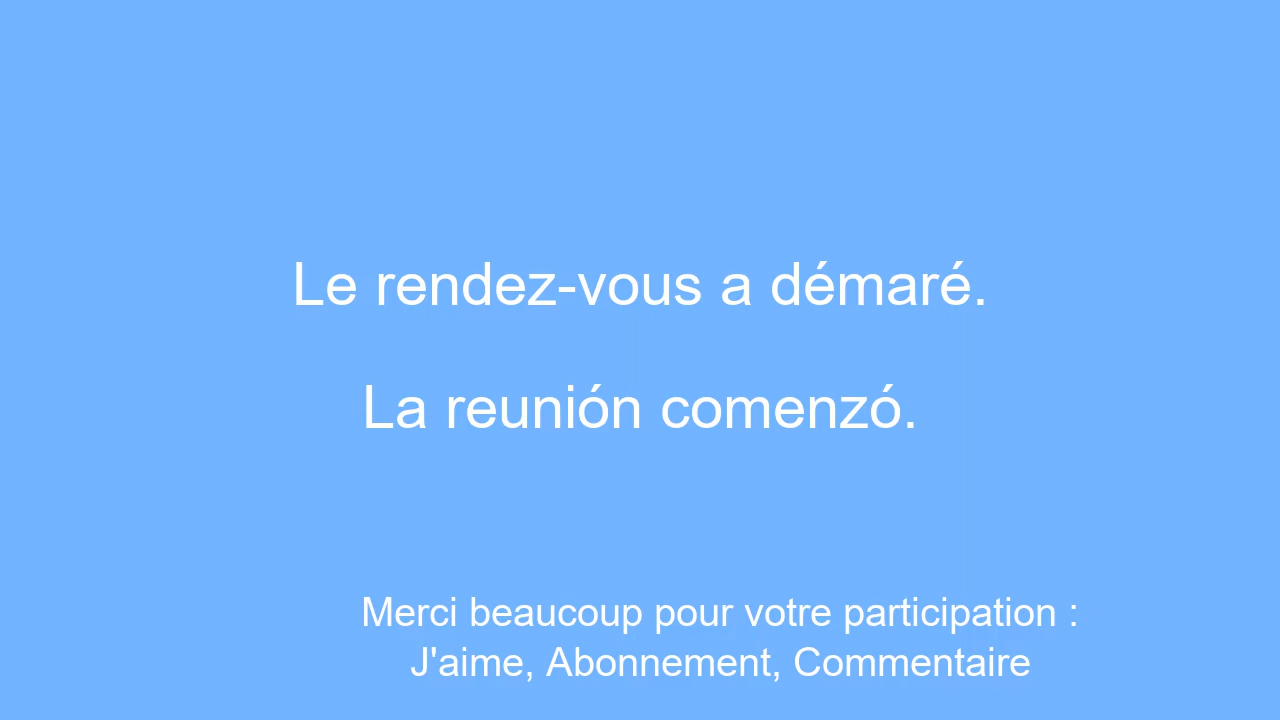 Le rendez-vous a démaré.
La reunión comenzó.
Merci beaucoup pour votre participation :
J'aime, Abonnement, Commentaire